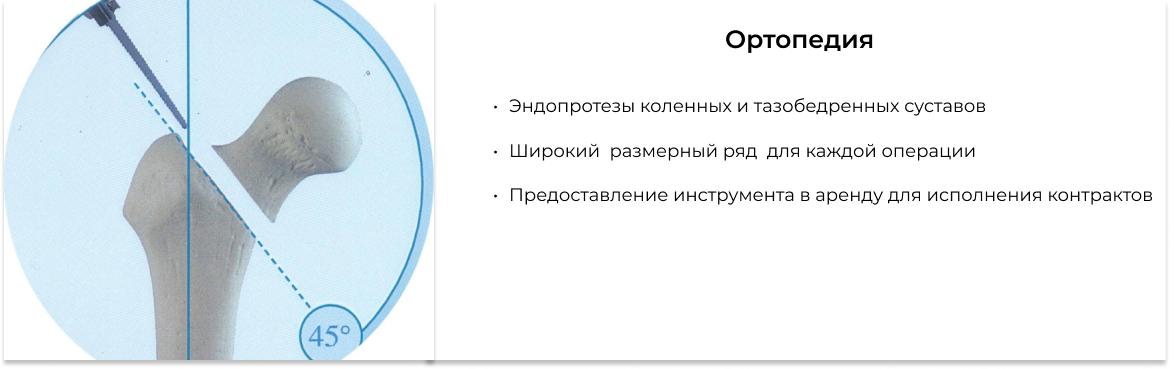 Ортопедия
• Эндопротезы коленных и тазобедренных суставов
• Широкий размерный ряд для каждой операции
• Предоставление инструмента в аренду для исполнения контрактов
45°